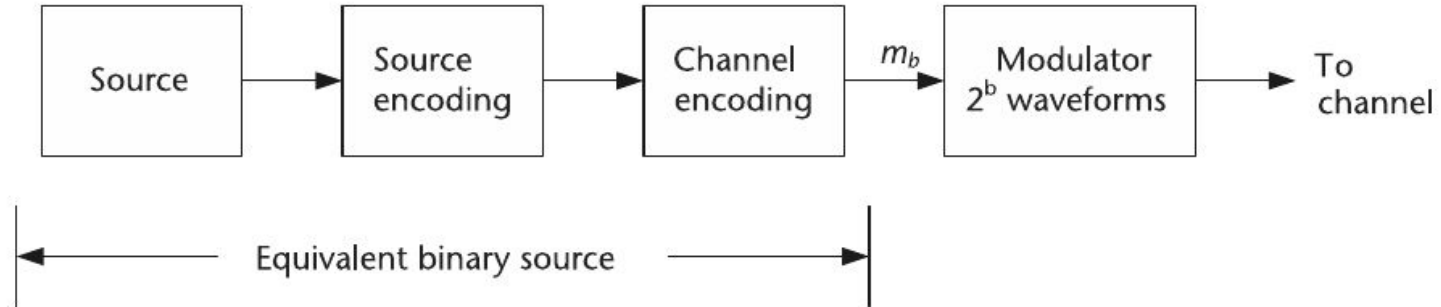 Source
Source
encoding
Channel
encoding
m_b
Modulator
2^b waveforms
To
channel
Equivalent binary source